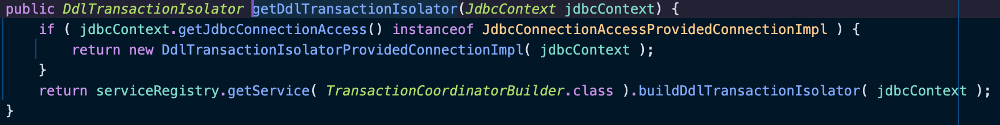 public DdlTransactionIsolator getDdlTransactionIsolator(JdbcContext jdbcContext) {
    if ( jdbcContext.getJdbcConnectionAccess() instanceof JdbcConnectionAccessProvidedConnectionImpl ) {
        return new DdlTransactionIsolatorProvidedConnectionImpl( jdbcContext );
    }
    return serviceRegistry.getService( TransactionCoordinatorBuilder.class ).buildDdlTransactionIsolator( jdbcContext );
}